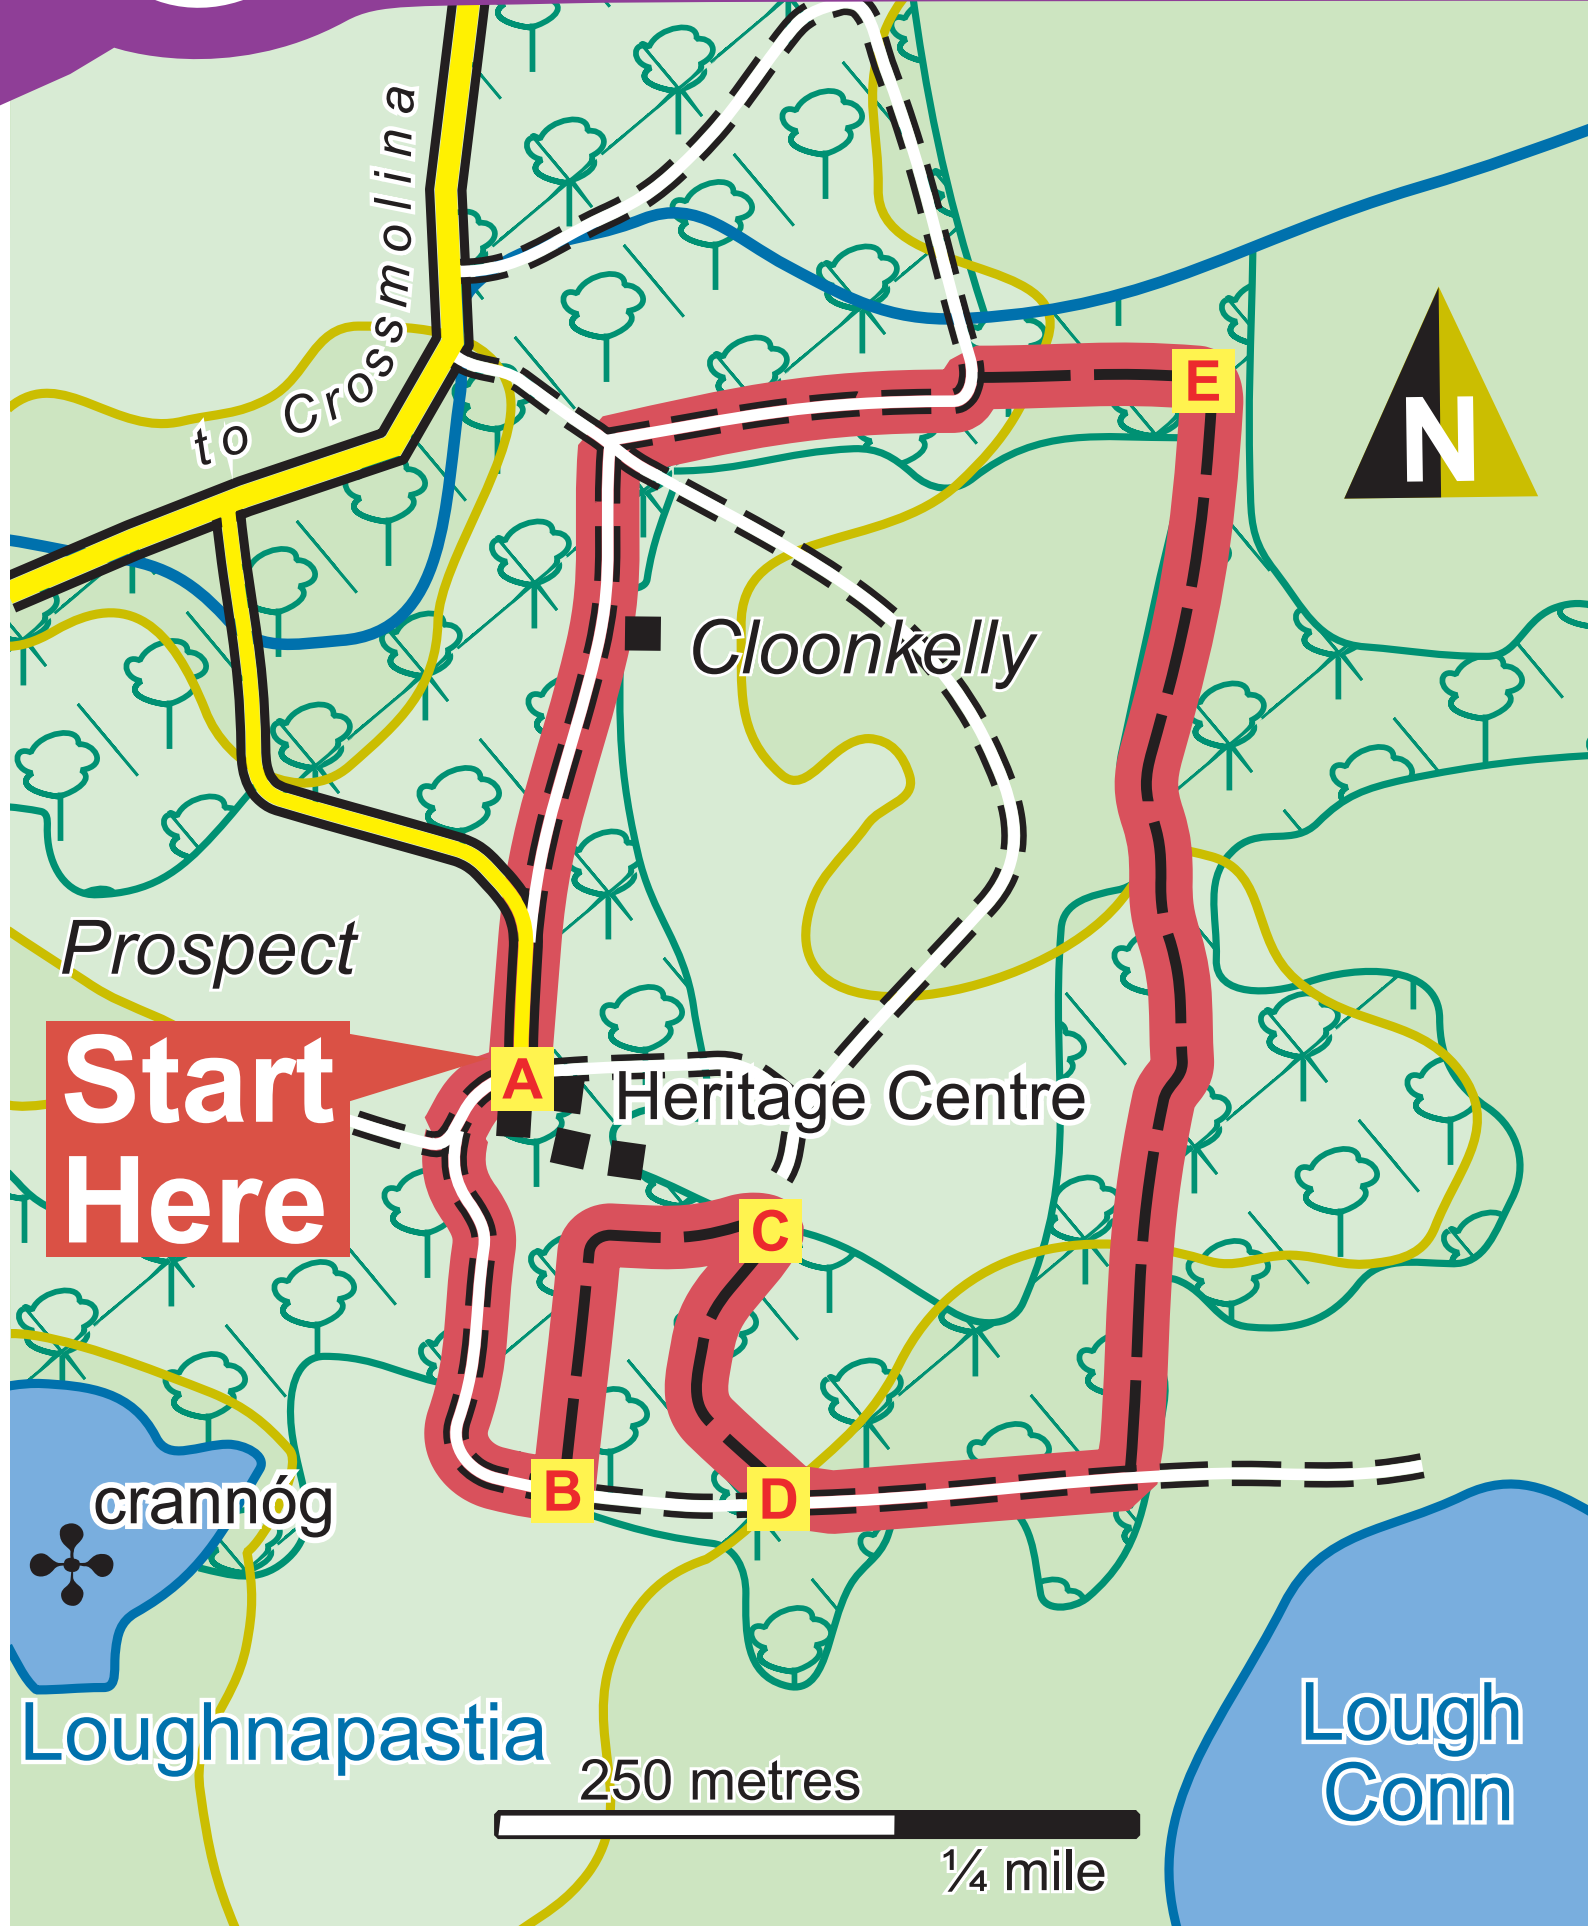 to Crossmolina
E
N
Cloonkelly
Prospect
Start
Here
A
Heritage Centre
C
B
D
crannóg
Loughnapastia
Lough
Conn
250 metres
¼ mile